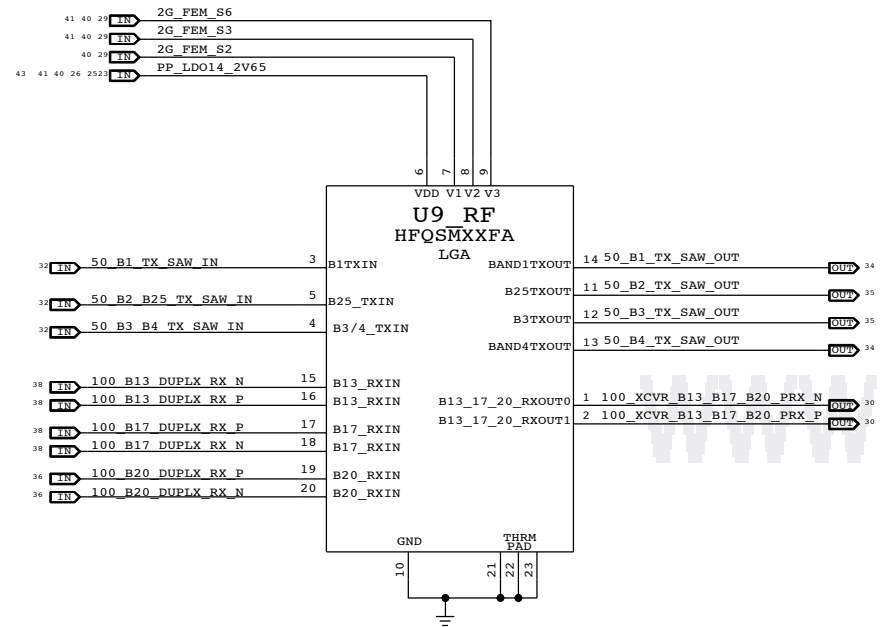 41 40 29 IN 2G_FEM_S6
41 40 29 IN 2G_FEM_S3
40 29 IN 2G_FEM_S2
43 41 40 26 25 23 IN PP_LDO14_2V65
6 7 8 9
VDD V1 V2 V3
U9_RF
HFQSMXXFA
LGA
32 IN 50_B1_TX_SAW_IN 3 B1TXIN
BAND1TXOUT 14 50_B1_TX_SAW_OUT OUT 34
32 IN 50_B2_B25_TX_SAW_IN 5 B25_TXIN
B25TXOUT 11 50_B2_TX_SAW_OUT OUT 35
32 IN 50_B3_B4_TX_SAW_IN 4 B3/4_TXIN
B3TXOUT 12 50_B3_TX_SAW_OUT OUT 35
BAND4TXOUT 13 50_B4_TX_SAW_OUT OUT 34
38 IN 100_B13_DUPLX_RX_N 15 B13_RXIN
38 IN 100_B13_DUPLX_RX_P 16 B13_RXIN
B13_17_20_RXOUT0 1 100_XCVR_B13_B17_B20_PRX_N OUT 30
B13_17_20_RXOUT1 2 100_XCVR_B13_B17_B20_PRX_P OUT 30
38 IN 100_B17_DUPLX_RX_P 17 B17_RXIN
38 IN 100_B17_DUPLX_RX_N 18 B17_RXIN
36 IN 100_B20_DUPLX_RX_P 19 B20_RXIN
36 IN 100_B20_DUPLX_RX_N 20 B20_RXIN
GND THRM
PAD
10 21 22 23
WWW